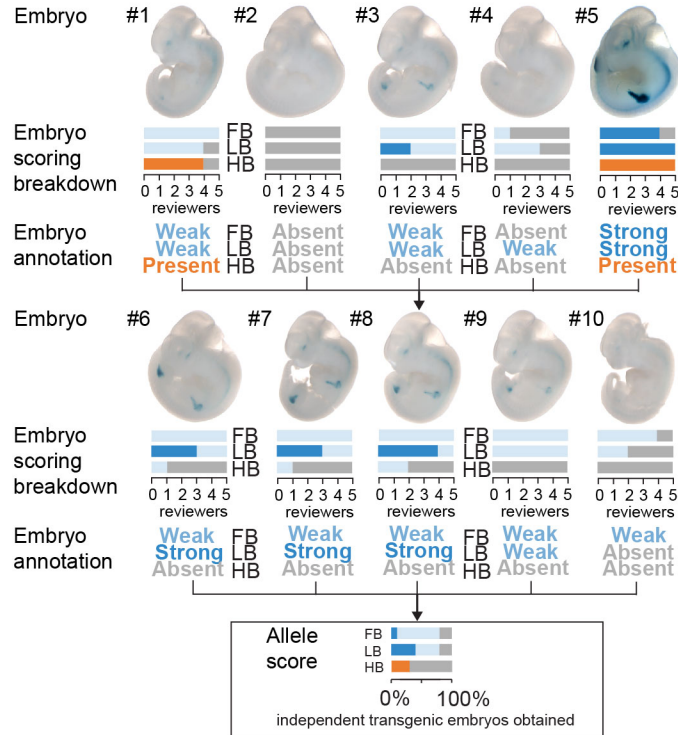 Embryo #1 #2 #3 #4 #5
Embryo scoring breakdown
FB
LB
HB
FB
LB
HB
0 1 2 3 4 5 0 1 2 3 4 5 0 1 2 3 4 5 0 1 2 3 4 5 0 1 2 3 4 5
reviewers reviewers reviewers reviewers reviewers
Embryo annotation
Weak FB Absent Weak FB Absent Strong
Weak LB Absent Weak LB Weak Strong
Present HB Absent Absent HB Absent Present
Embryo #6 #7 #8 #9 #10
Embryo scoring breakdown
FB
LB
HB
FB
LB
HB
0 1 2 3 4 5 0 1 2 3 4 5 0 1 2 3 4 5 0 1 2 3 4 5 0 1 2 3 4 5
reviewers reviewers reviewers reviewers reviewers
Embryo annotation
Weak FB Weak Weak FB Weak Weak
Strong LB Strong Strong LB Weak Absent
Absent HB Absent Absent HB Absent Absent
Allele score
FB
LB
HB
0% 100%
independent transgenic embryos obtained